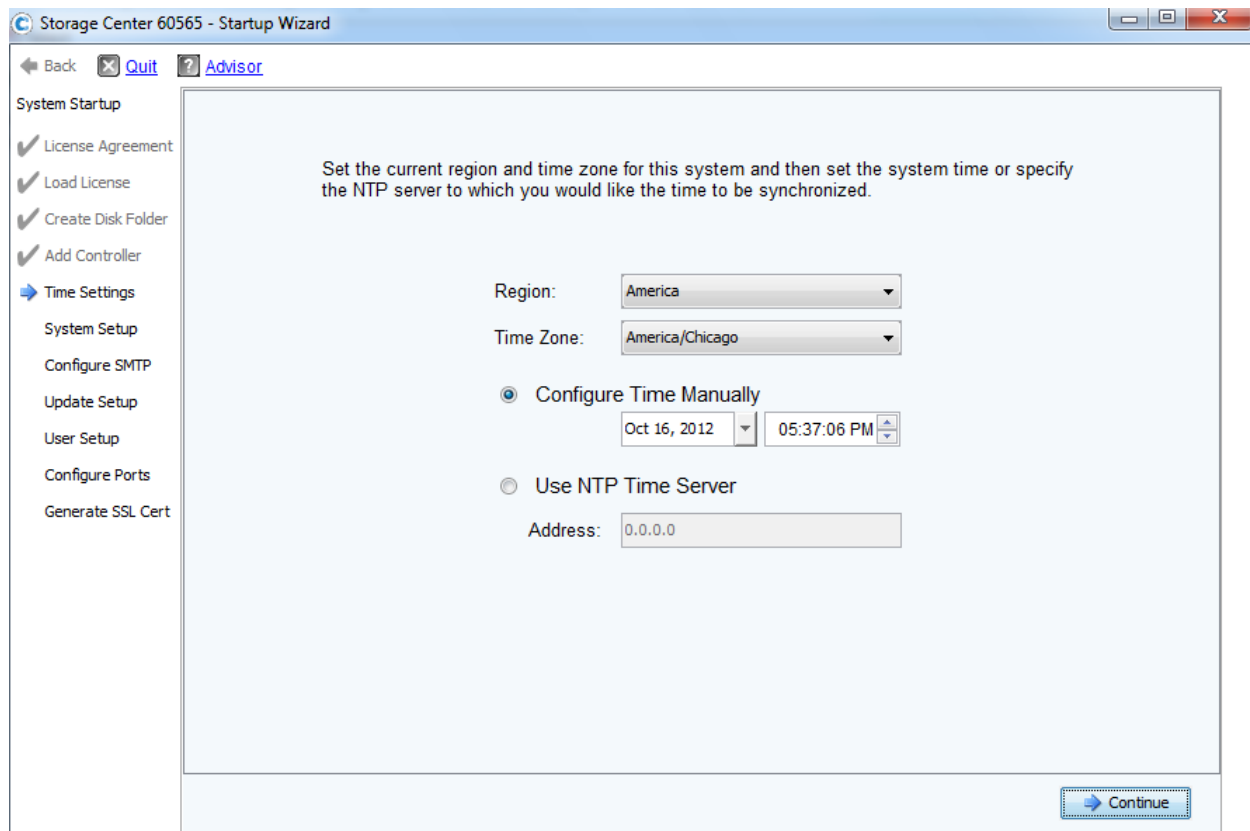 Storage Center 60565 - Startup Wizard
Back Quit Advisor
System Startup
License Agreement
Load License
Create Disk Folder
Add Controller
Time Settings
System Setup
Configure SMTP
Update Setup
User Setup
Configure Ports
Generate SSL Cert
Set the current region and time zone for this system and then set the system time or specify
the NTP server to which you would like the time to be synchronized.
Region: America
Time Zone: America/Chicago
Configure Time Manually
Oct 16, 2012 05:37:06 PM
Use NTP Time Server
Address: 0.0.0.0
Continue